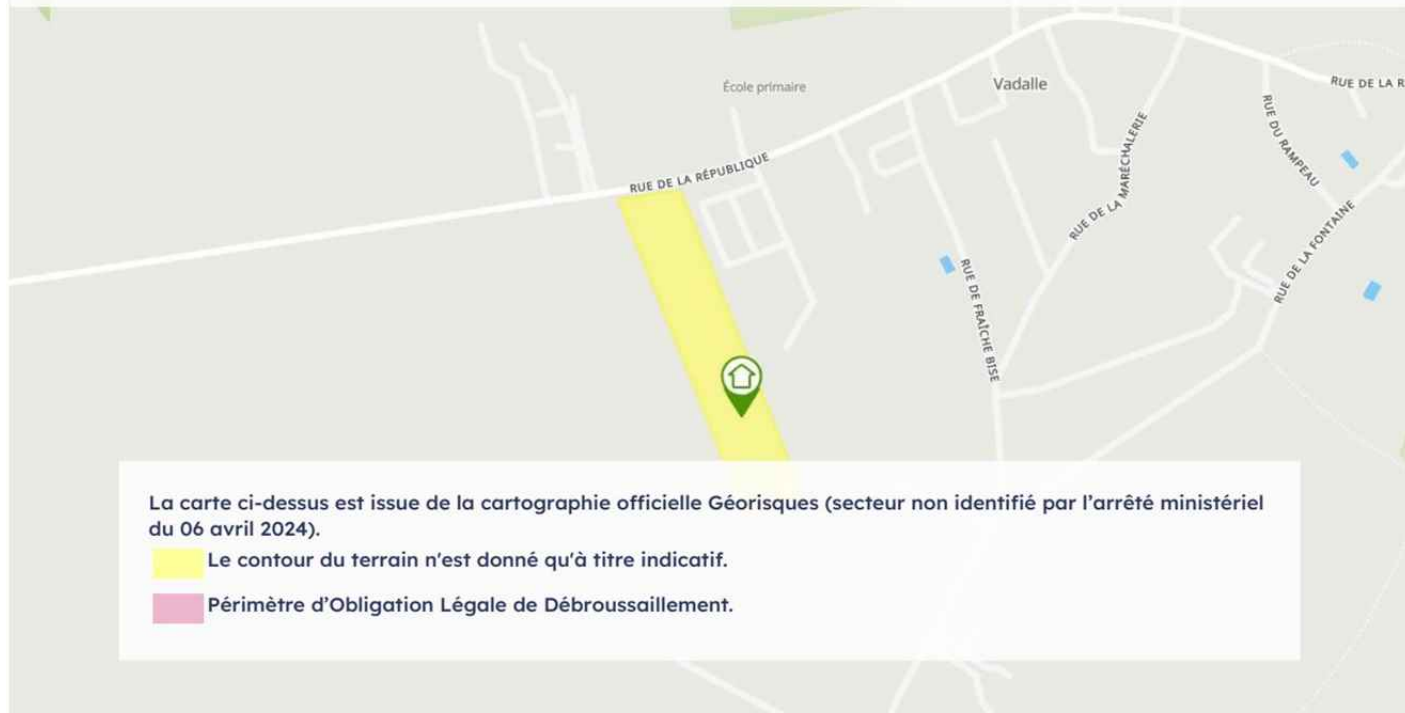 École primaire
Vadalle
RUE DE LA R
RUE DU RAMPEAU
RUE DE LA MARÉCHALERIE
RUE DE LA RÉPUBLIQUE
RUE DE LA FONTAINE
RUE DE FRAÎCHE BISE
La carte ci-dessus est issue de la cartographie officielle Géorisques (secteur non identifié par l’arrêté ministériel
du 06 avril 2024).
Le contour du terrain n'est donné qu'à titre indicatif.
Périmètre d’Obligation Légale de Débroussaillement.